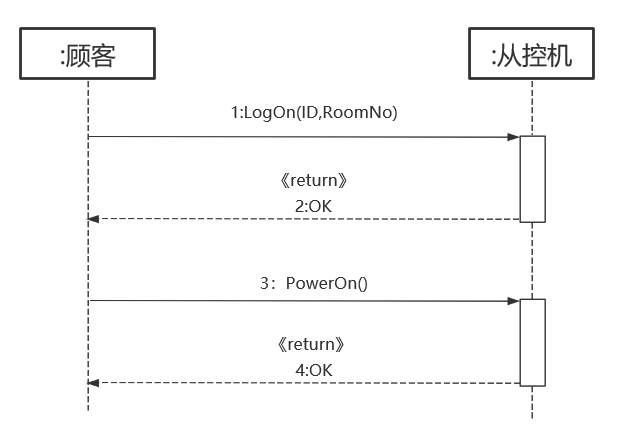 :顾客
:从控机
1:LogOn(ID,RoomNo)
《return》
2:OK
3：PowerOn()
《return》
4:OK